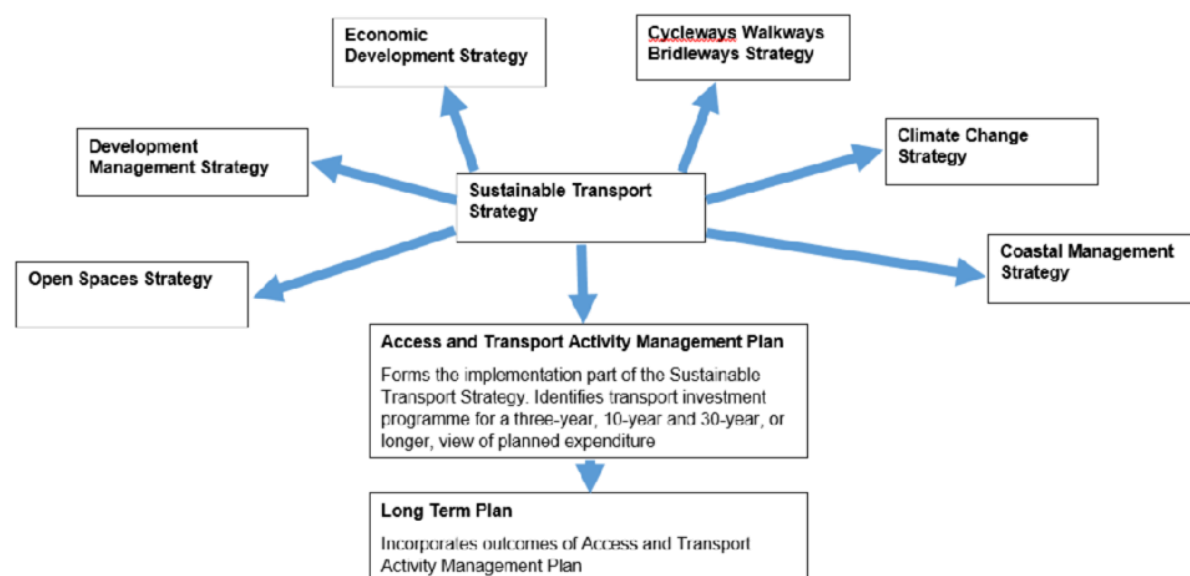 Economic
Development Strategy
Cycleways Walkways
Bridleways Strategy
Development
Management Strategy
Climate Change
Strategy
Sustainable Transport
Strategy
Open Spaces Strategy
Coastal Management
Strategy
Access and Transport Activity Management Plan
Forms the implementation part of the Sustainable
Transport Strategy. Identifies transport investment
programme for a three-year, 10-year and 30-year, or
longer, view of planned expenditure
Long Term Plan
Incorporates outcomes of Access and Transport
Activity Management Plan